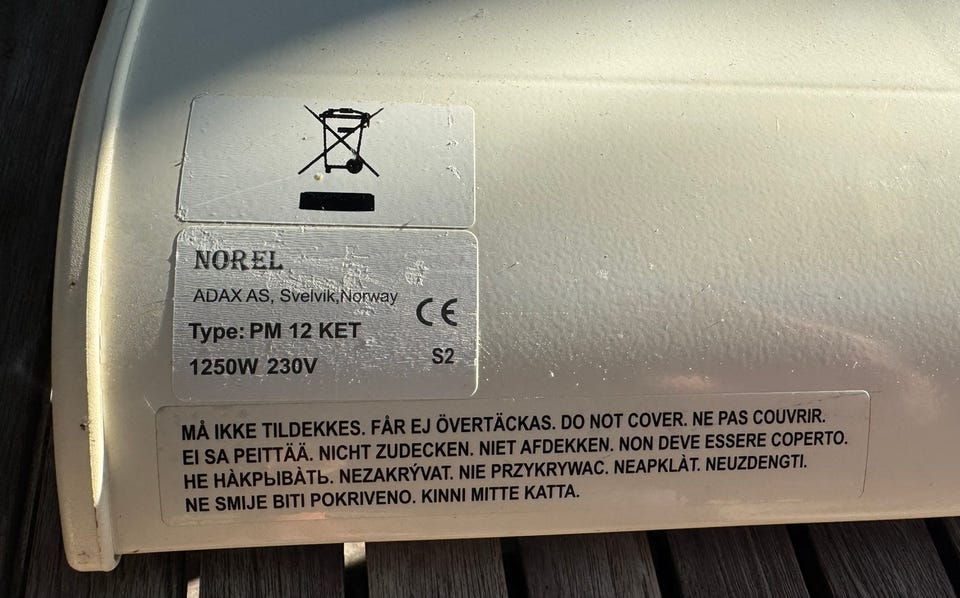 NOREL
ADAX AS, Svelvik,Norway
CE
Type: PM 12 KET
1250W 230V
S2
MÅ IKKE TILDEKKES. FÅR EJ ÖVERTÄCKAS. DO NOT COVER. NE PAS COUVRIR.
EI SA PEITTÄÄ. NICHT ZUDECKEN. NIET AFDEKKEN. NON DEVE ESSERE COPERTO.
НЕ НÀКРЫВÀТЬ. NEZAKRÝVAT. NIE PRZYKRYWAC. NEAPKLÀT. NEUZDENGTI.
NE SMIJE BITI POKRIVENO. KINNI MITTE KATTA.